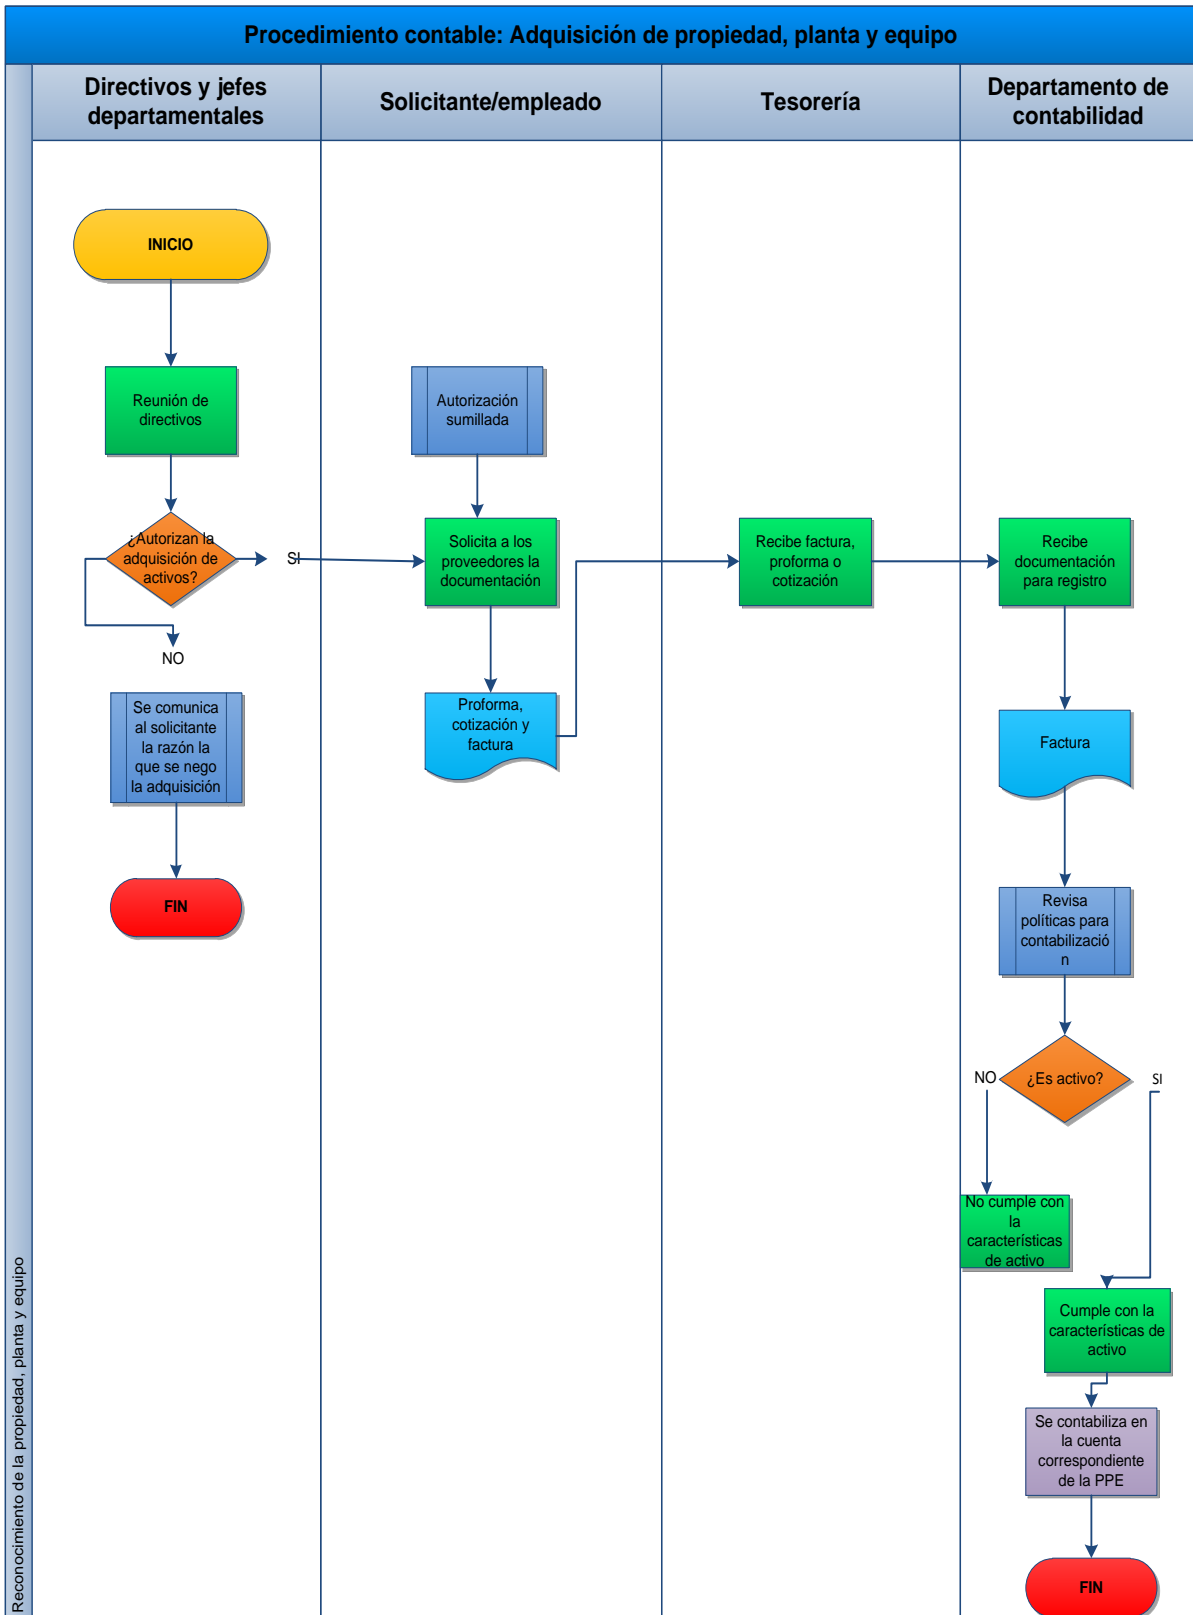 Procedimiento contable: Adquisición de propiedad, planta y equipo
Directivos y jefes
departamentales
Solicitante/empleado
Tesorería
Departamento de
contabilidad
Reconocimiento de la propiedad, planta y equipo
INICIO
Reunión de
directivos
¿Autorizan la
adquisición de
activos?
SI
NO
Se comunica
al solicitante
la razón la
que se nego
la adquisición
FIN
Autorización
sumillada
Solicita a los
proveedores la
documentación
Proforma,
cotización y
factura
Recibe factura,
proforma o
cotización
Recibe
documentación
para registro
Factura
Revisa
políticas para
contabilizació
n
¿Es activo?
NO
SI
No cumple con
la
características
de activo
Cumple con la
características de
activo
Se contabiliza en
la cuenta
correspondiente
de la PPE
FIN